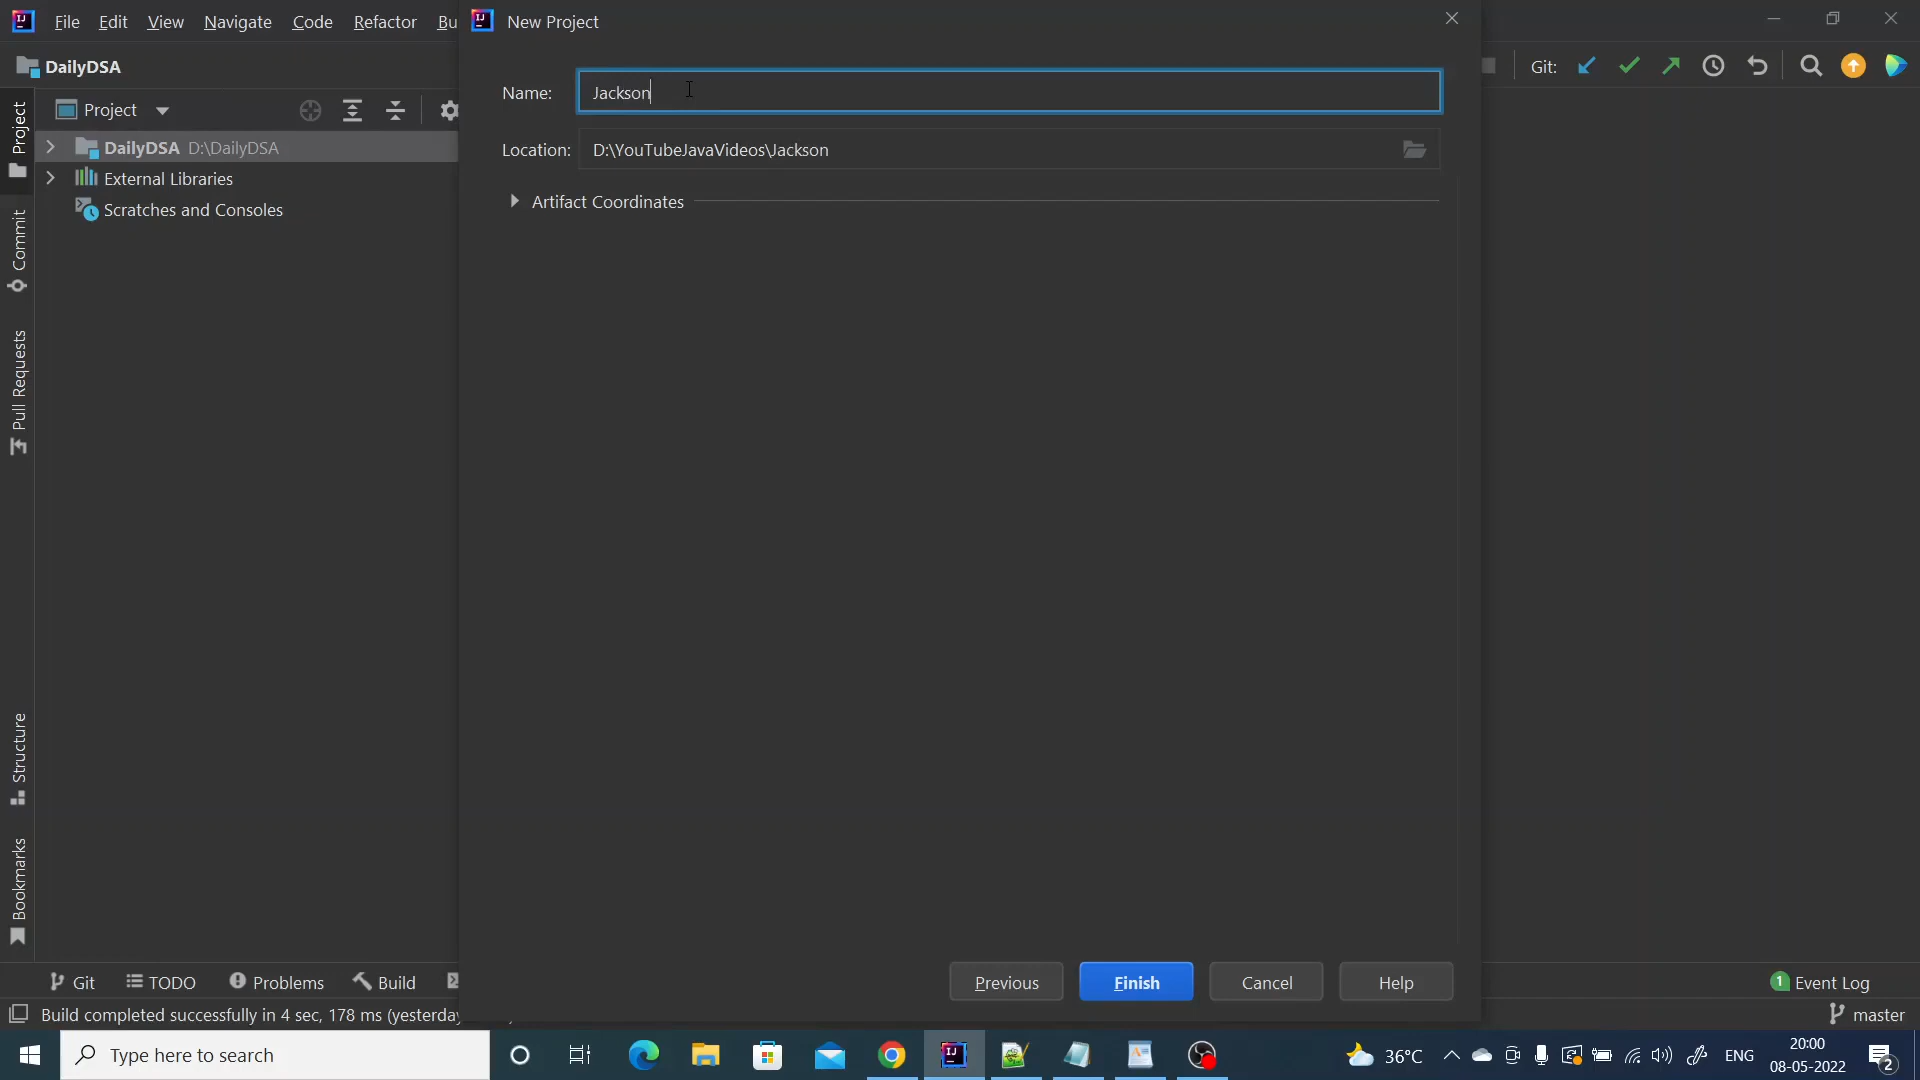 File Edit View Navigate Code Refactor Bu
New Project
DailyDSA
Git:
Name: Jackson
Project
Location: D:\YouTubeJavaVideos\Jackson
DailyDSA D:\DailyDSA
External Libraries
Artifact Coordinates
Scratches and Consoles
Project
Commit
Pull Requests
Structure
Bookmarks
Previous Finish Cancel Help
Git TODO Problems Build
1 Event Log
Build completed successfully in 4 sec, 178 ms (yesterday
master
Type here to search
36°C
ENG
20:00
08-05-2022
2